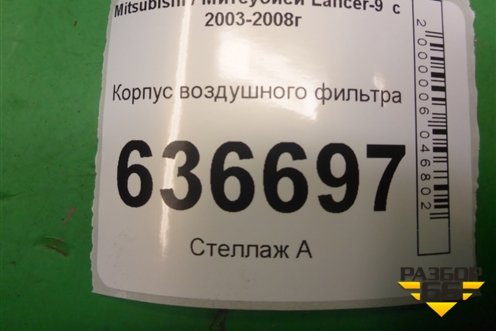 Mitsubishi / Митсубиси Lancer-9 с
2003-2008г
Корпус воздушного фильтра
636697
Стеллаж А
2000006046802
РАЗБОР
66